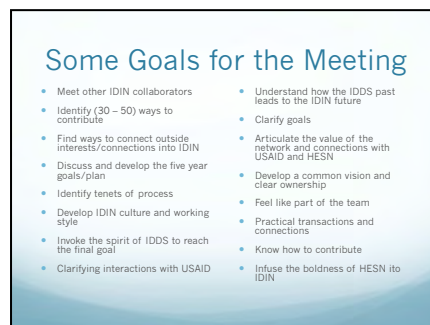 Some Goals for the Meeting
• Meet other IDIN collaborators
• Identify (30 – 50) ways to
contribute
• Find ways to connect outside
interests/connections into IDIN
• Discuss and develop the five year
goals/plan
• Identify tenets of process
• Develop IDIN culture and working
style
• Invoke the spirit of IDDS to reach
the final goal
• Clarifying interactions with USAID
• Understand how the IDDS past
leads to the IDIN future
• Clarify goals
• Articulate the value of the
network and connections with
USAID and HESN
• Develop a common vision and
clear ownership
• Feel like part of the team
• Practical transactions and
connections
• Know how to contribute
• Infuse the boldness of HESN ito
IDIN